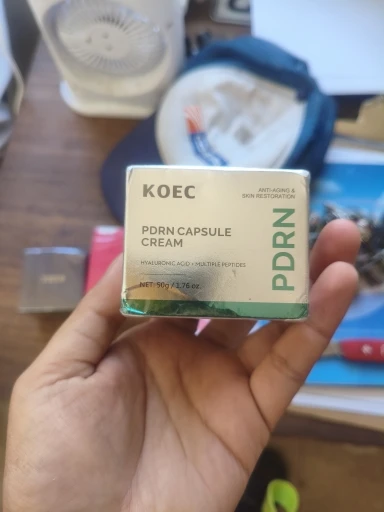 KOEC
ANTI-AGING &
SKIN RESTORATION
PDRN CAPSULE
CREAM
HYALURONIC ACID + MULTIPLE PEPTIDES
NET: 50g / 1.76 oz
PDRN